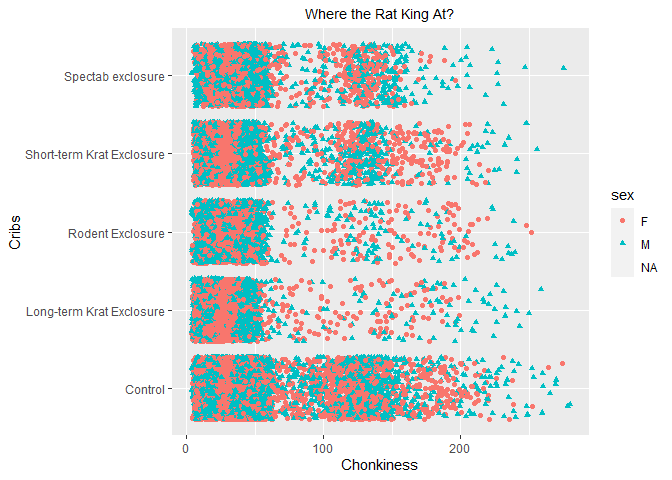 Where the Rat King At?
Spectab exclosure
Short-term Krat Exclosure
Rodent Exclosure
Long-term Krat Exclosure
Control
Cribs
0 100 200
Chonkiness
sex
F
M
NA